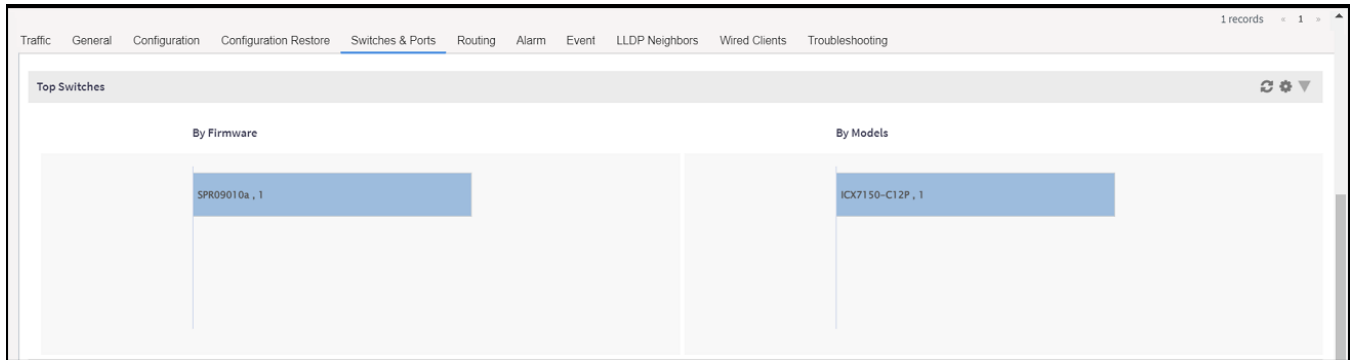 1 records « 1 »
Traffic General Configuration Configuration Restore Switches & Ports Routing Alarm Event LLDP Neighbors Wired Clients Troubleshooting
Top Switches
By Firmware By Models
SPR09010a , 1 ICX7150-C12P , 1